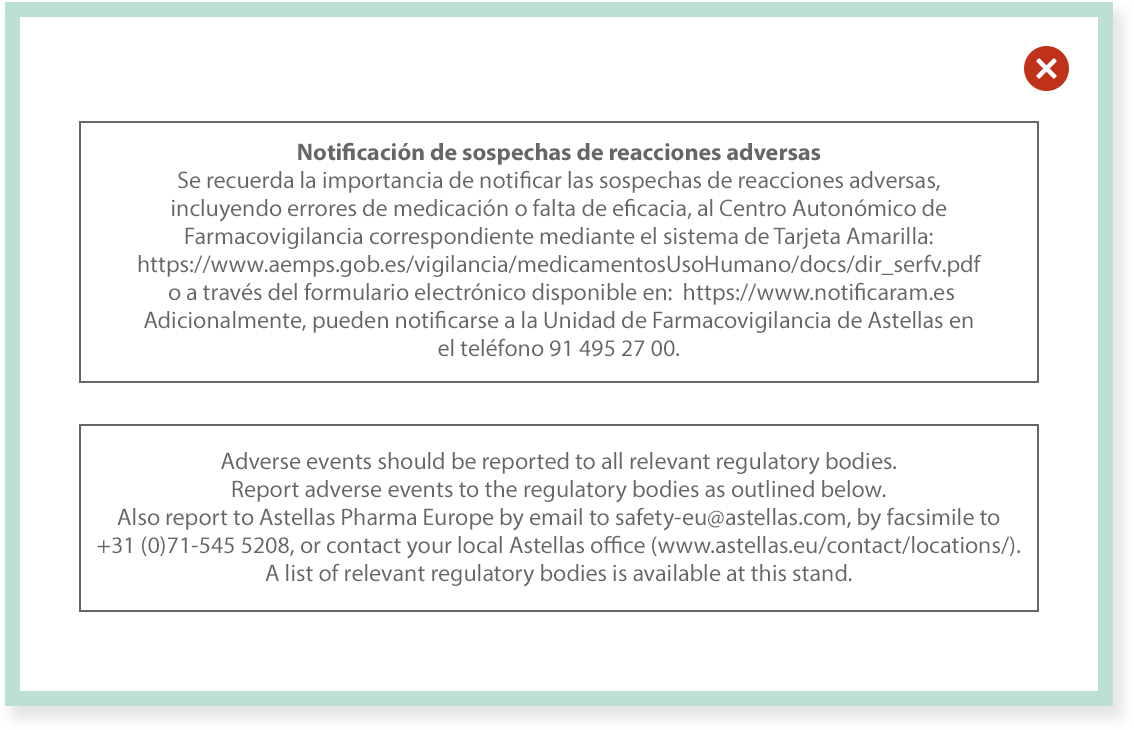 Notificación de sospechas de reacciones adversas
Se recuerda la importancia de notificar las sospechas de reacciones adversas,
incluyendo errores de medicación o falta de eficacia, al Centro Autonómico de
Farmacovigilancia correspondiente mediante el sistema de Tarjeta Amarilla:
https://www.aemps.gob.es/vigilancia/medicamentosUsoHumano/docs/dir_serfv.pdf
o a través del formulario electrónico disponible en: https://www.notificaram.es
Adicionalmente, pueden notificarse a la Unidad de Farmacovigilancia de Astellas en
el teléfono 91 495 27 00.
Adverse events should be reported to all relevant regulatory bodies.
Report adverse events to the regulatory bodies as outlined below.
Also report to Astellas Pharma Europe by email to safety-eu@astellas.com, by facsimile to
+31 (0)71-545 5208, or contact your local Astellas office (www.astellas.eu/contact/locations/).
A list of relevant regulatory bodies is available at this stand.